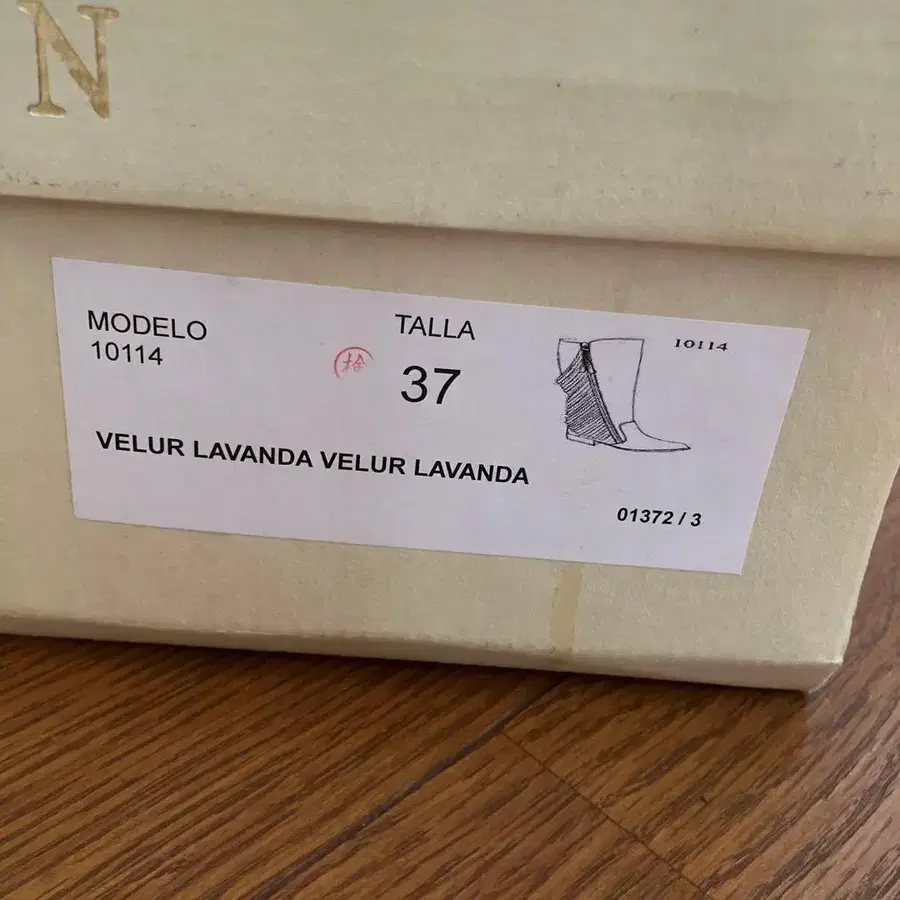 N
MODELO
10114
TALLA
37
10114
VELUR LAVANDA VELUR LAVANDA
01372 / 3